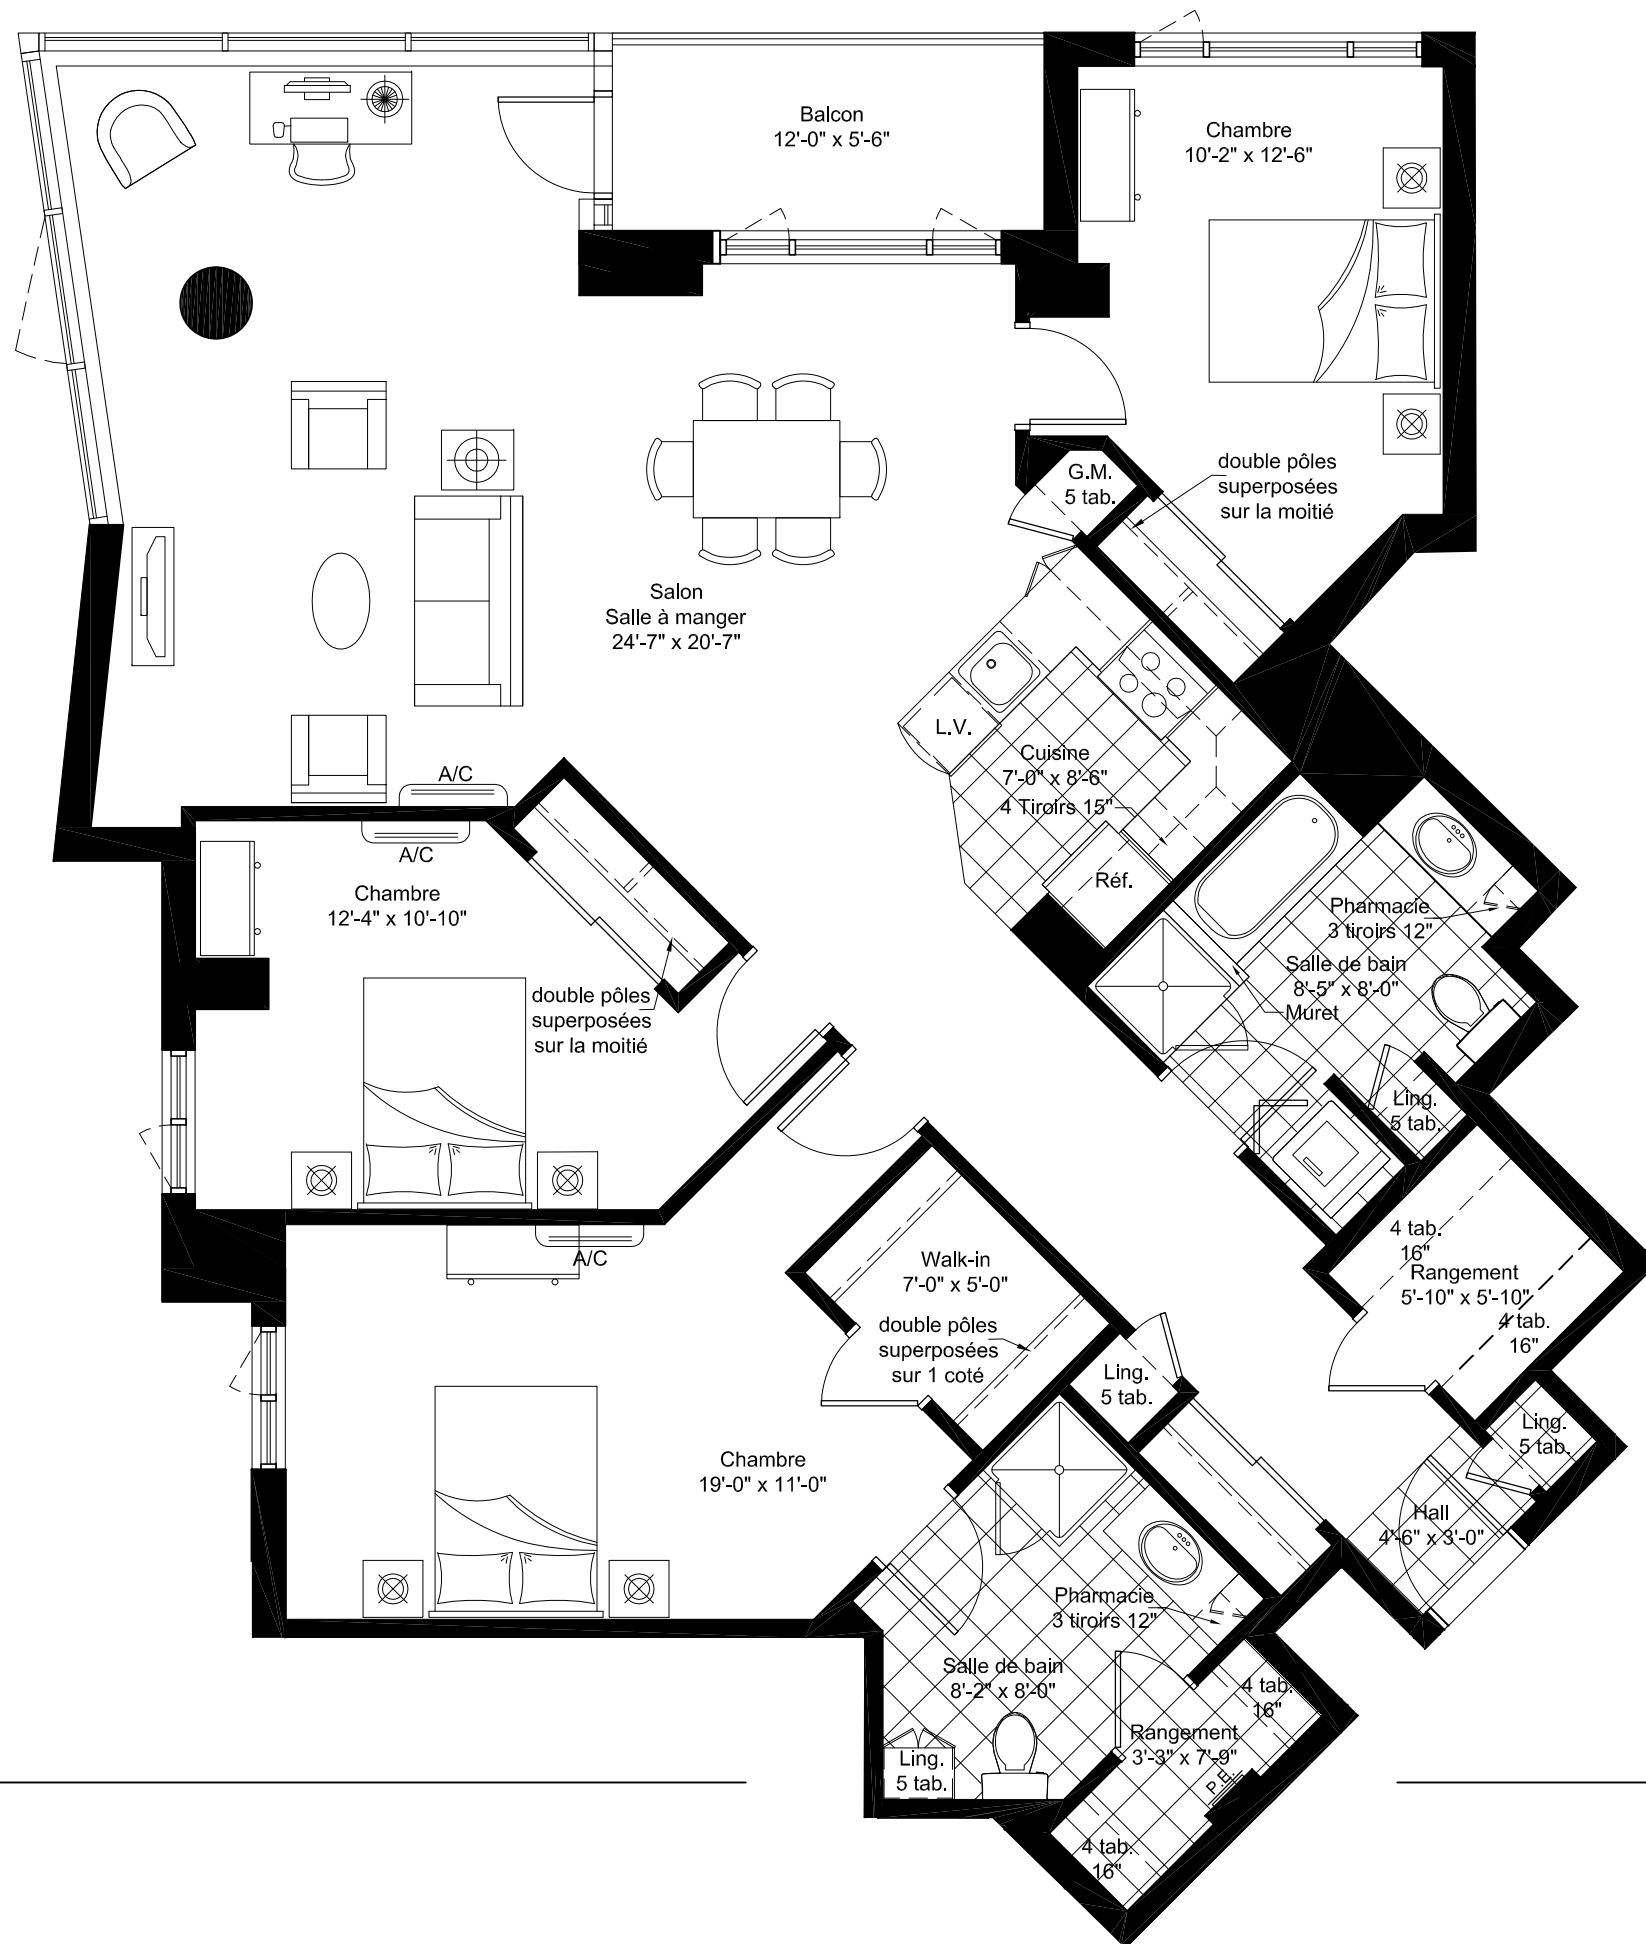 Balcon
12'-0" x 5'-6"
Chambre
10'-2" x 12'-6"
double pôles
superposées
sur la moitié
G.M.
5 tab.
Salon
Salle à manger
24'-7" x 20'-7"
L.V.
Cuisine
7'-0" x 8'-6"
4 Tiroirs 15"
Réf.
A/C
A/C
Chambre
12'-4" x 10'-10"
double pôles
superposées
sur la moitié
Pharmacie
3 tiroirs 12"
Salle de bain
8'-5" x 8'-0"
Muret
Ling.
5 tab.
4 tab.
16"
Rangement
5'-10" x 5'-10"
4 tab.
16"
A/C
Walk-in
7'-0" x 5'-0"
double pôles
superposées
sur 1 coté
Ling.
5 tab.
Ling.
5 tab.
Hall
4'-6" x 3'-0"
Chambre
19'-0" x 11'-0"
Pharmacie
3 tiroirs 12"
Salle de bain
8'-2" x 8'-0"
4 tab.
16"
Rangement
3'-3" x 7'-9"
P.E.
Ling.
5 tab.
4 tab.
16"